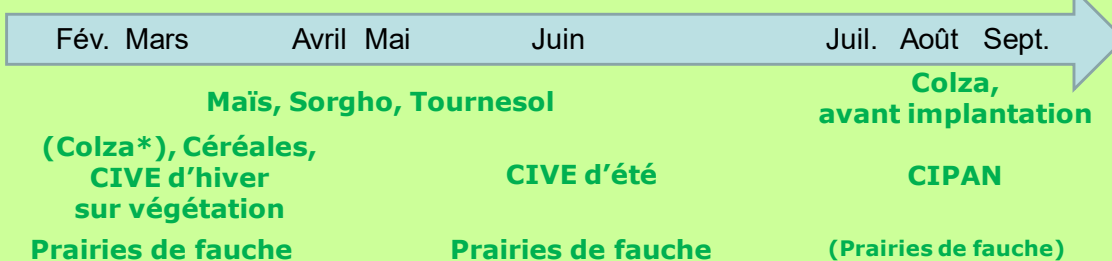 Fév. Mars Avril Mai Juin Juil. Août Sept.
Maïs, Sorgho, Tournesol
Colza,
avant implantation
(Colza*), Céréales,
CIVE d'hiver
sur végétation
CIVE d'été
CIPAN
Prairies de fauche
Prairies de fauche
(Prairies de fauche)